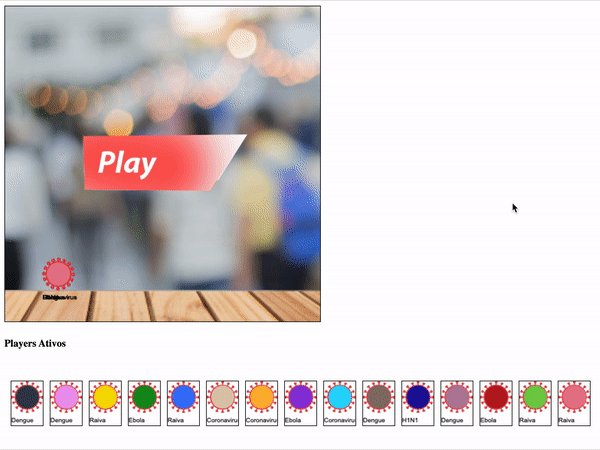 Play
Players Ativos
Dengue Dengue Raiva Ebola Raiva Coronaviru Coronaviru Ebola Coronaviru Dengue H1N1 Dengue Ebola Raiva Raiva